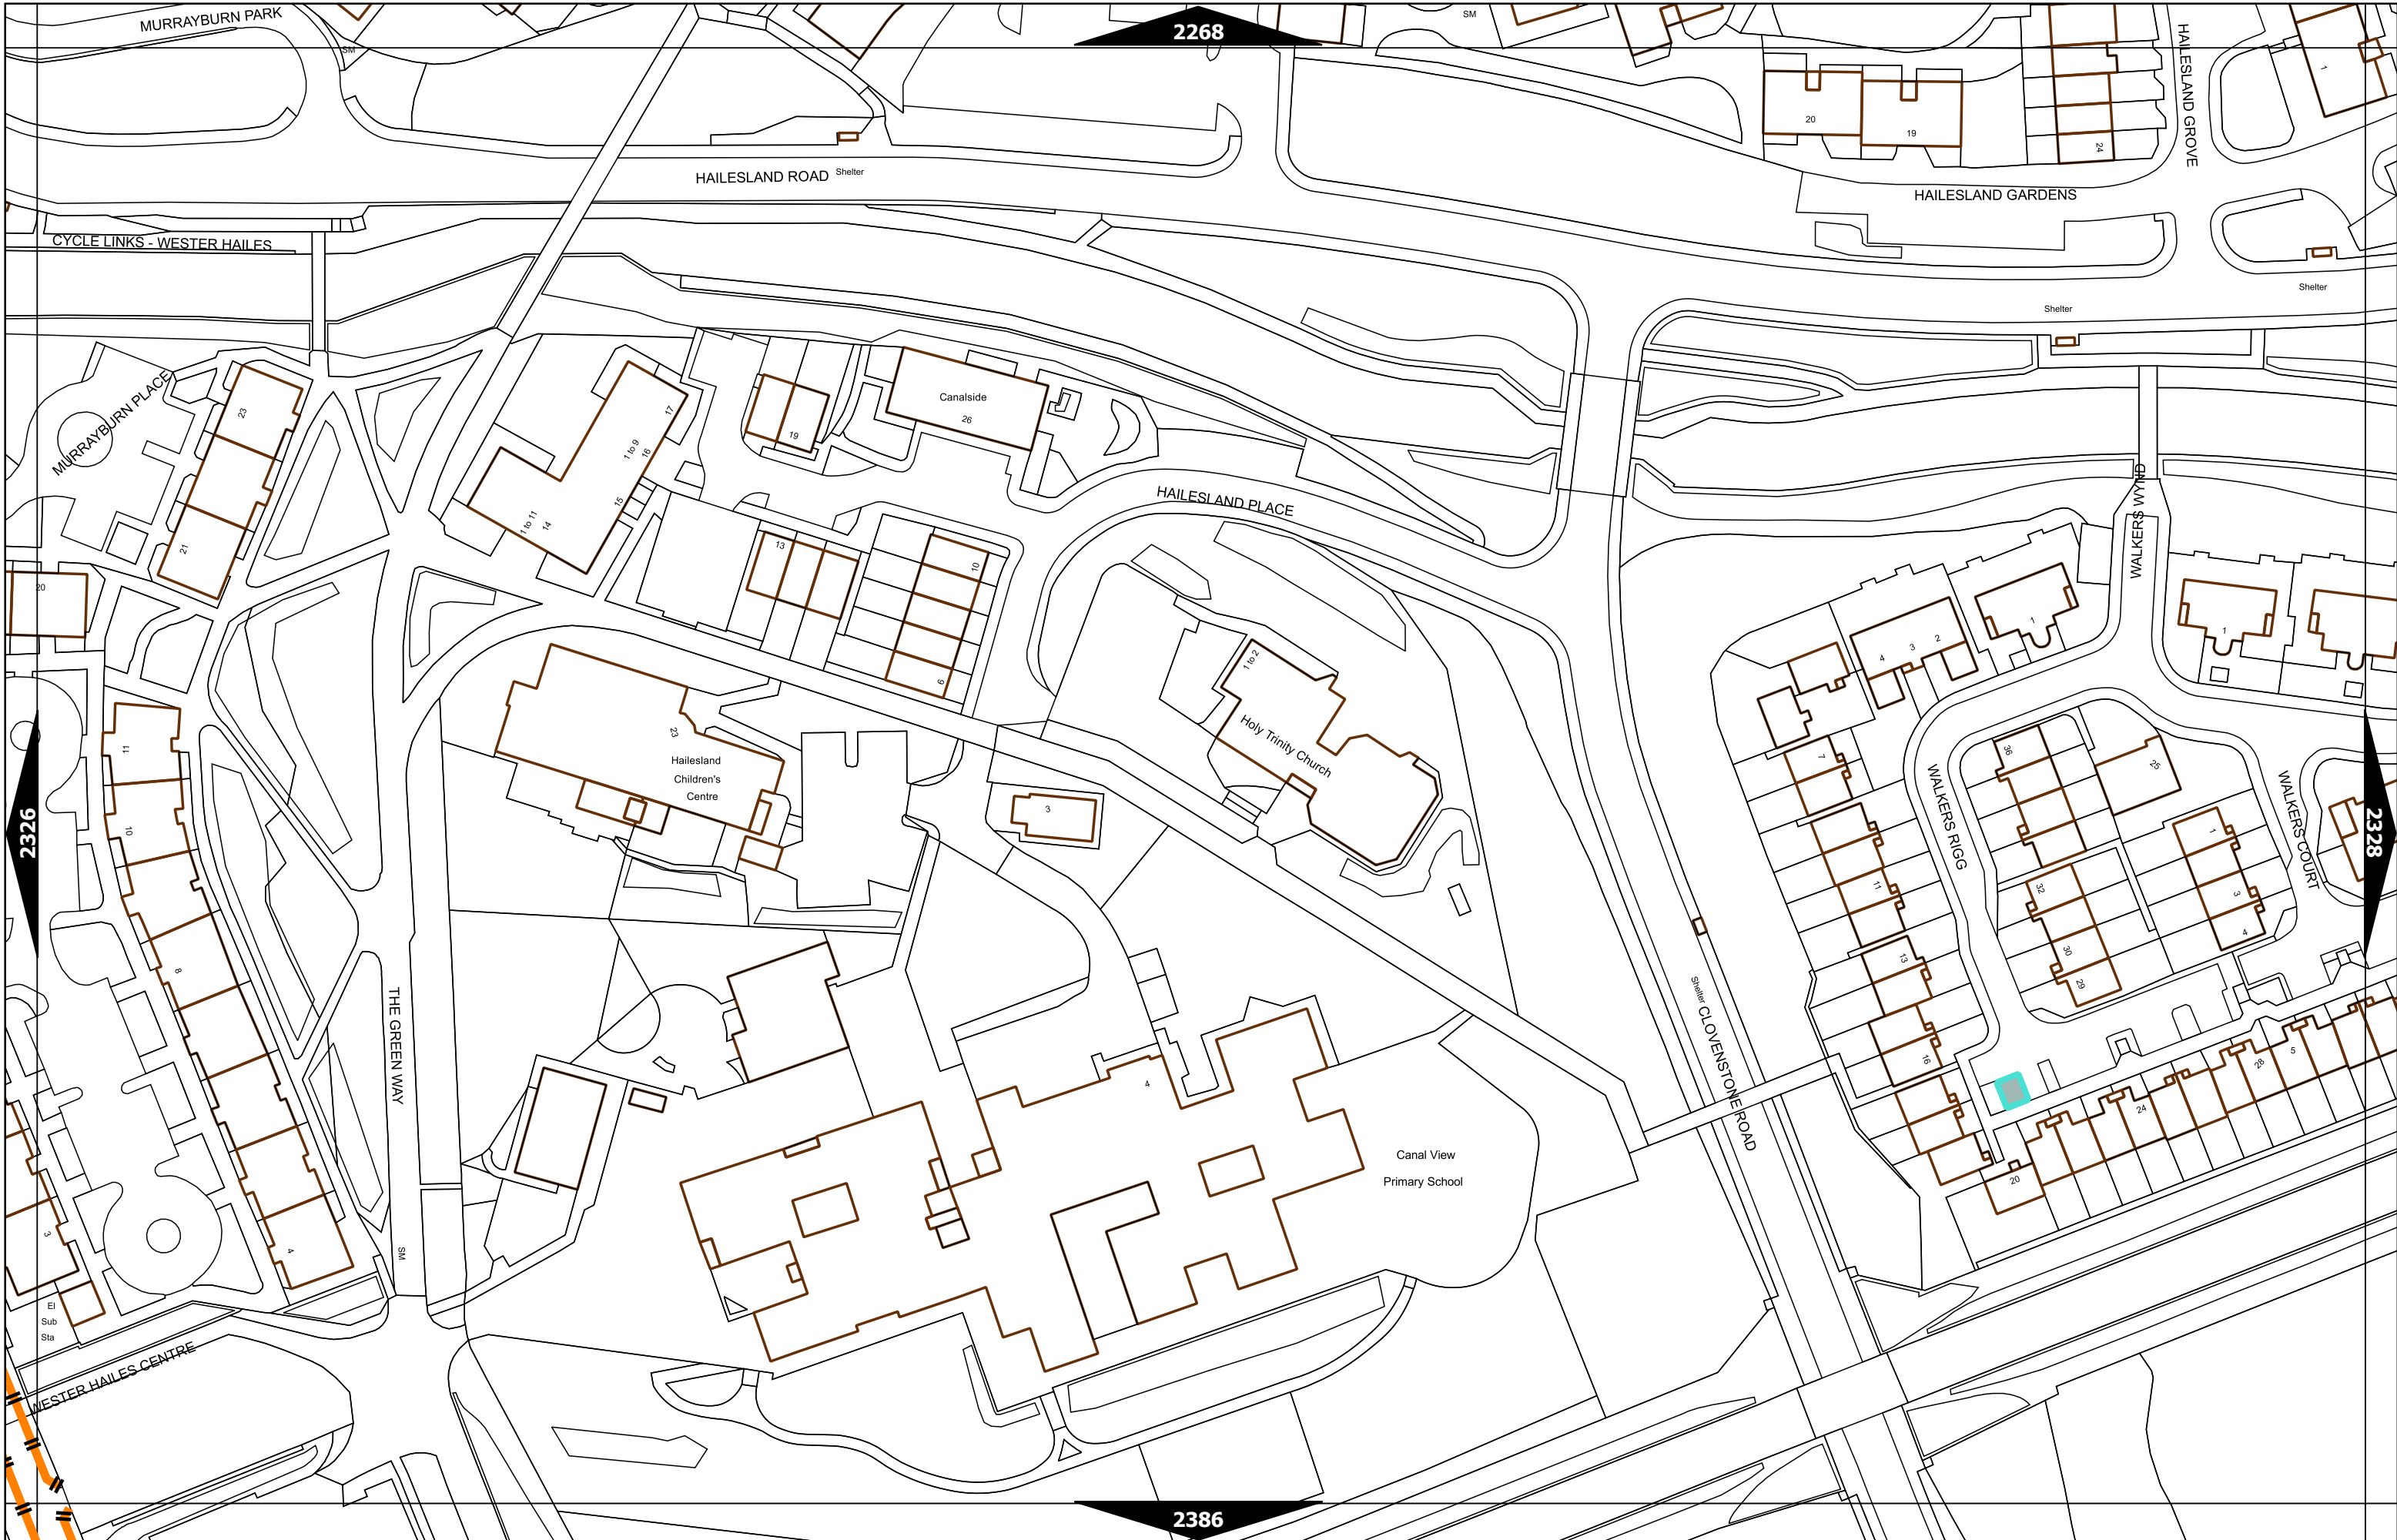 MURRAYBURN PARK
SM
2268
SM
HAILESLAND GROVE
1
20
19
24
HAILESLAND ROAD
Shelter
HAILESLAND GARDENS
CYCLE LINKS - WESTER HAILES
Shelter
Shelter
MURRAYBURN PLACE
23
21
20
17
1 to 9
16
15
1 to 11
14
19
Canalside
26
HAILESLAND PLACE
13
10
6
WALKERS WYND
1
2
3
4
1
1 to 2
Holy Trinity Church
23
Hailesland
Children's
Centre
3
11
10
8
4
3
2326
2328
7
11
13
16
WALKERS RIGG
36
25
32
30
29
1
3
4
WALKERS COURT
THE GREEN WAY
SM
Shelter
CLOVENSTONE ROAD
4
Canal View
Primary School
20
24
28
5
El
Sub
Sta
WESTER HAILES CENTRE
2386